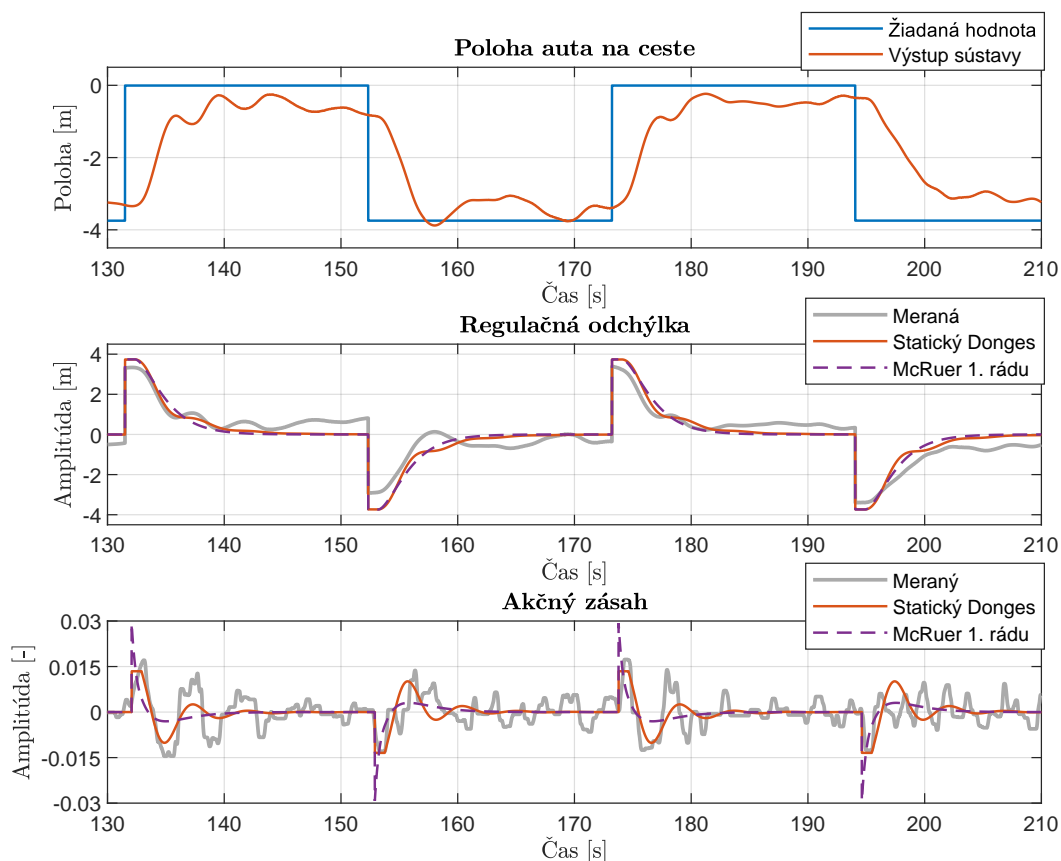 Poloha auta na ceste
Žiadaná hodnota
Výstup sústavy
Poloha [m]
0
-2
-4
130 140 150 160 170 180 190 200 210
Čas [s]
Regulačná odchýlka
Meraná
Statický Donges
McRuer 1. rádu
Amplitúda [m]
4
2
0
-2
-4
130 140 150 160 170 180 190 200 210
Čas [s]
Akčný zásah
Meraný
Statický Donges
McRuer 1. rádu
Amplitúda [-]
0.03
0.015
0
-0.015
-0.03
130 140 150 160 170 180 190 200 210
Čas [s]